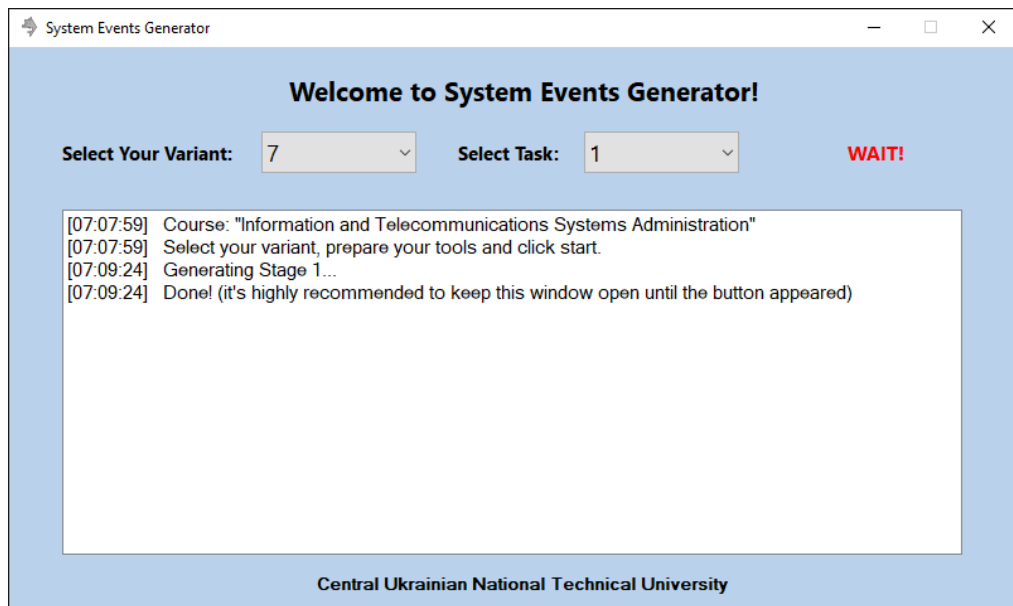 System Events Generator
Welcome to System Events Generator!
Select Your Variant: 7 Select Task: 1 WAIT!
[07:07:59] Course: "Information and Telecommunications Systems Administration"
[07:07:59] Select your variant, prepare your tools and click start.
[07:09:24] Generating Stage 1...
[07:09:24] Done! (it's highly recommended to keep this window open until the button appeared)
Central Ukrainian National Technical University